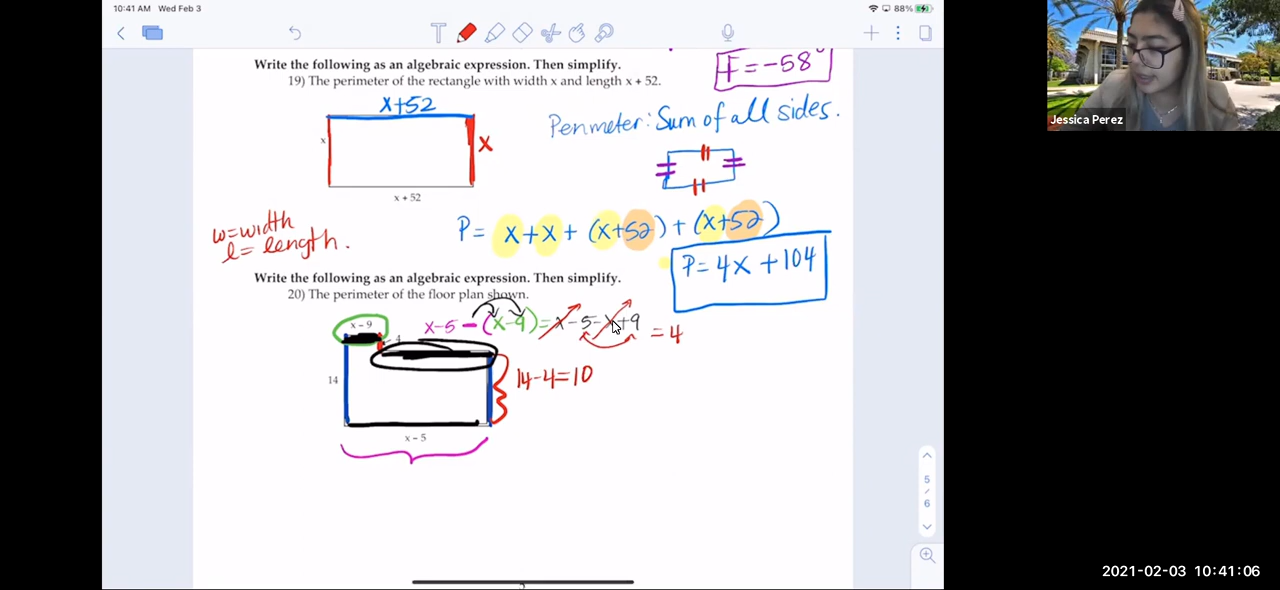 10:41 AM Wed Feb 3
88%
Write the following as an algebraic expression. Then simplify.
F = -58°
19) The perimeter of the rectangle with width x and length x + 52.
x+52
Perimeter: Sum of all sides.
x
x
x + 52
P = x + x + (x+52) + (x+52)
w=width
l = length.
P= 4x + 104
Write the following as an algebraic expression. Then simplify.
20) The perimeter of the floor plan shown.
x - 9
x-5 - (x-9) = x - 5 - x + 9 = 4
4
14
14-4=10
x - 5
5
/
6
Jessica Perez
2021-02-03 10:41:06